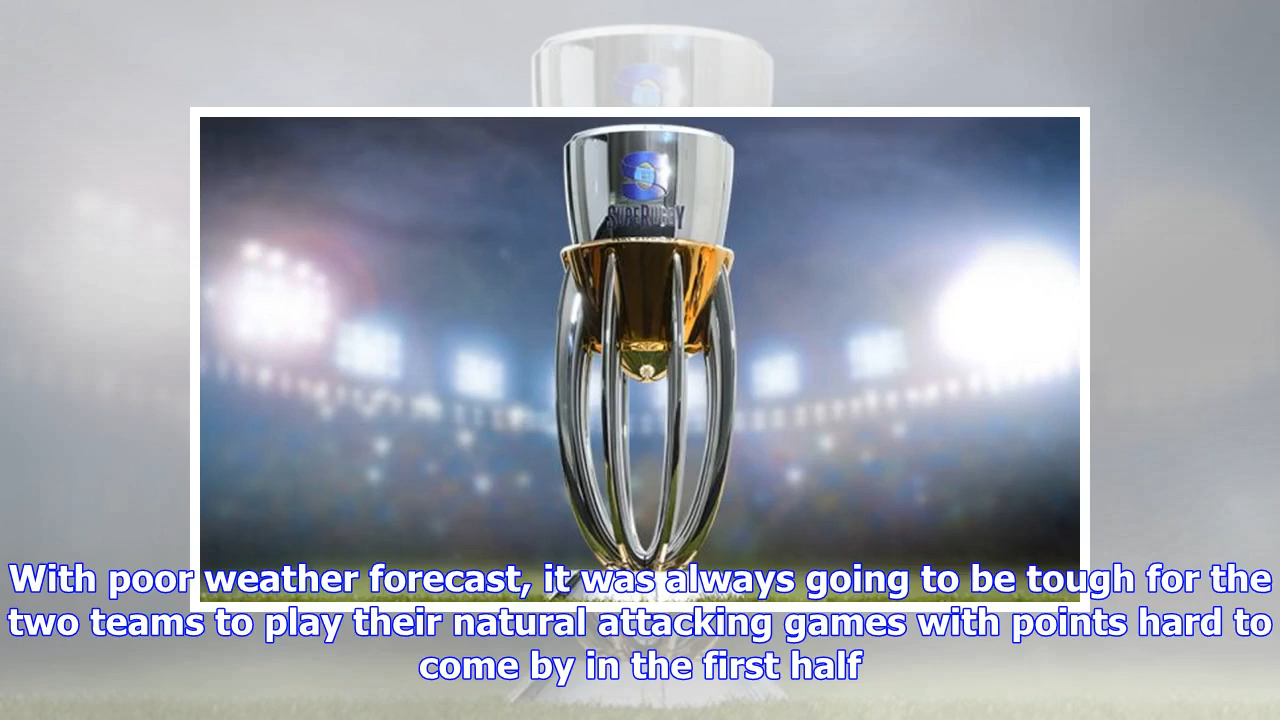 SUPERUGBY
With poor weather forecast, it was always going to be tough for the
two teams to play their natural attacking games with points hard to
come by in the first half